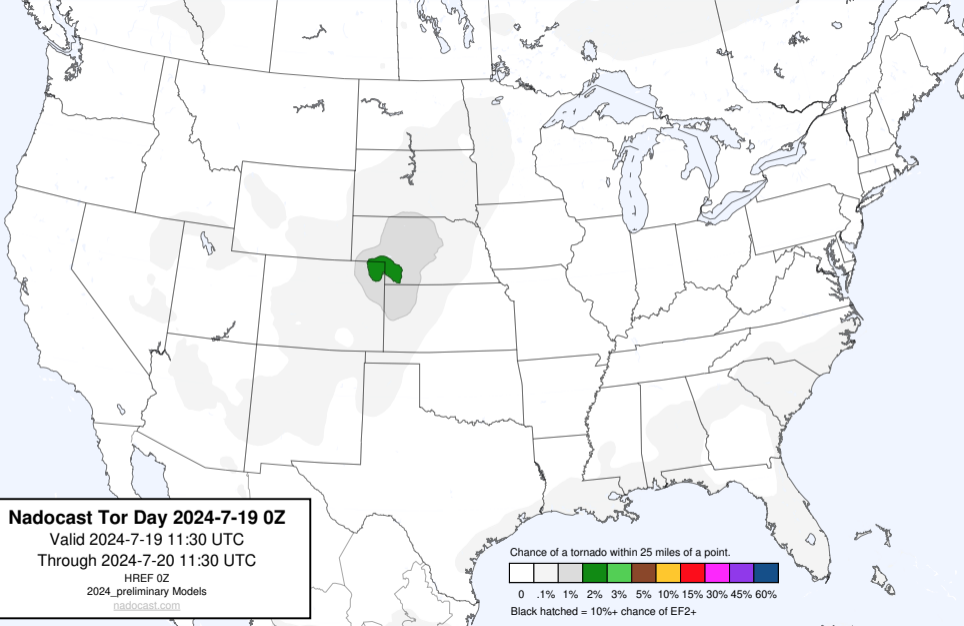 Nadocast Tor Day 2024-7-19 0Z
Valid 2024-7-19 11:30 UTC
Through 2024-7-20 11:30 UTC
HREF 0Z
2024_preliminary Models
nadocast.com
Chance of a tornado within 25 miles of a point.
0 .1% 1% 2% 3% 5% 10% 15% 30% 45% 60%
Black hatched = 10%+ chance of EF2+